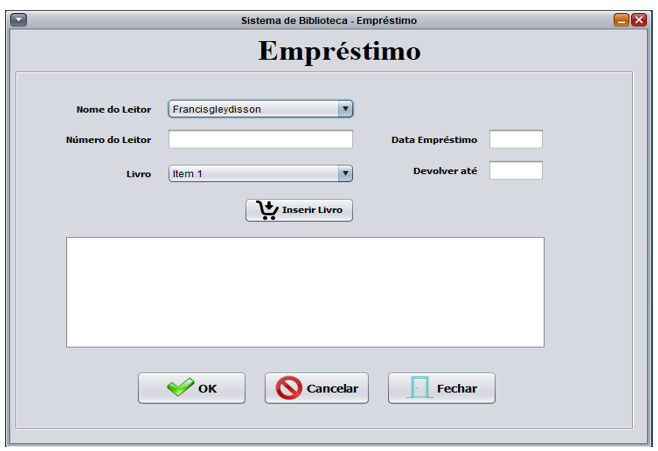 Sistema de Biblioteca - Empréstimo
Empréstimo
Nome do Leitor Francisgleydisson
Número do Leitor Data Empréstimo
Livro Item 1 Devolver até
Inserir Livro
OK Cancelar Fechar